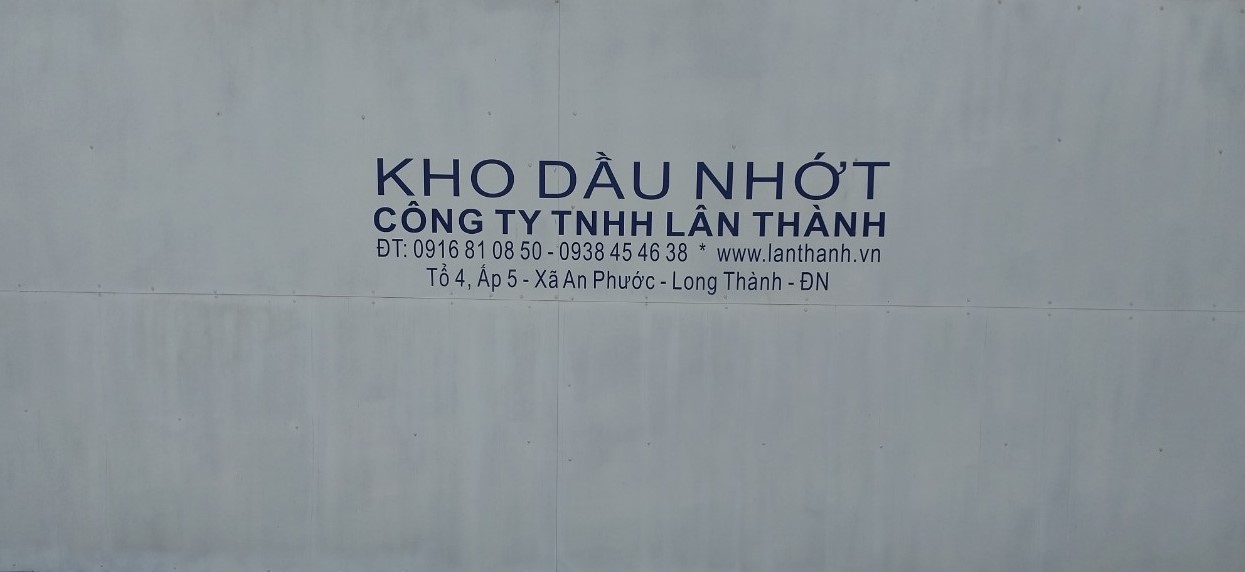 KHO DẦU NHỚT
CÔNG TY TNHH LÂN THÀNH
ĐT: 0916 81 08 50 - 0938 45 46 38 * www.lanthanh.vn
Tổ 4, Ấp 5 - Xã An Phước - Long Thành - ĐN